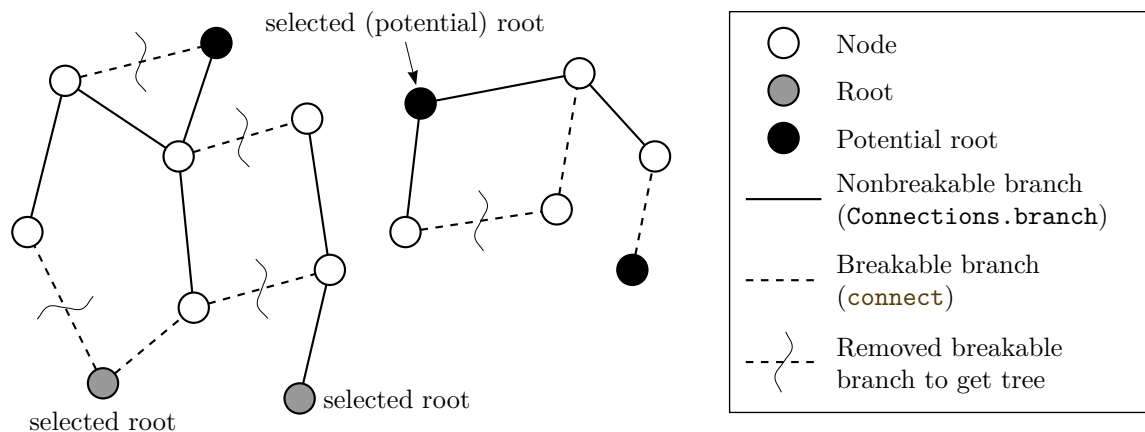 selected (potential) root
selected root
selected root
Node
Root
Potential root
Nonbreakable branch
(Connections.branch)
Breakable branch
(connect)
Removed breakable
branch to get tree